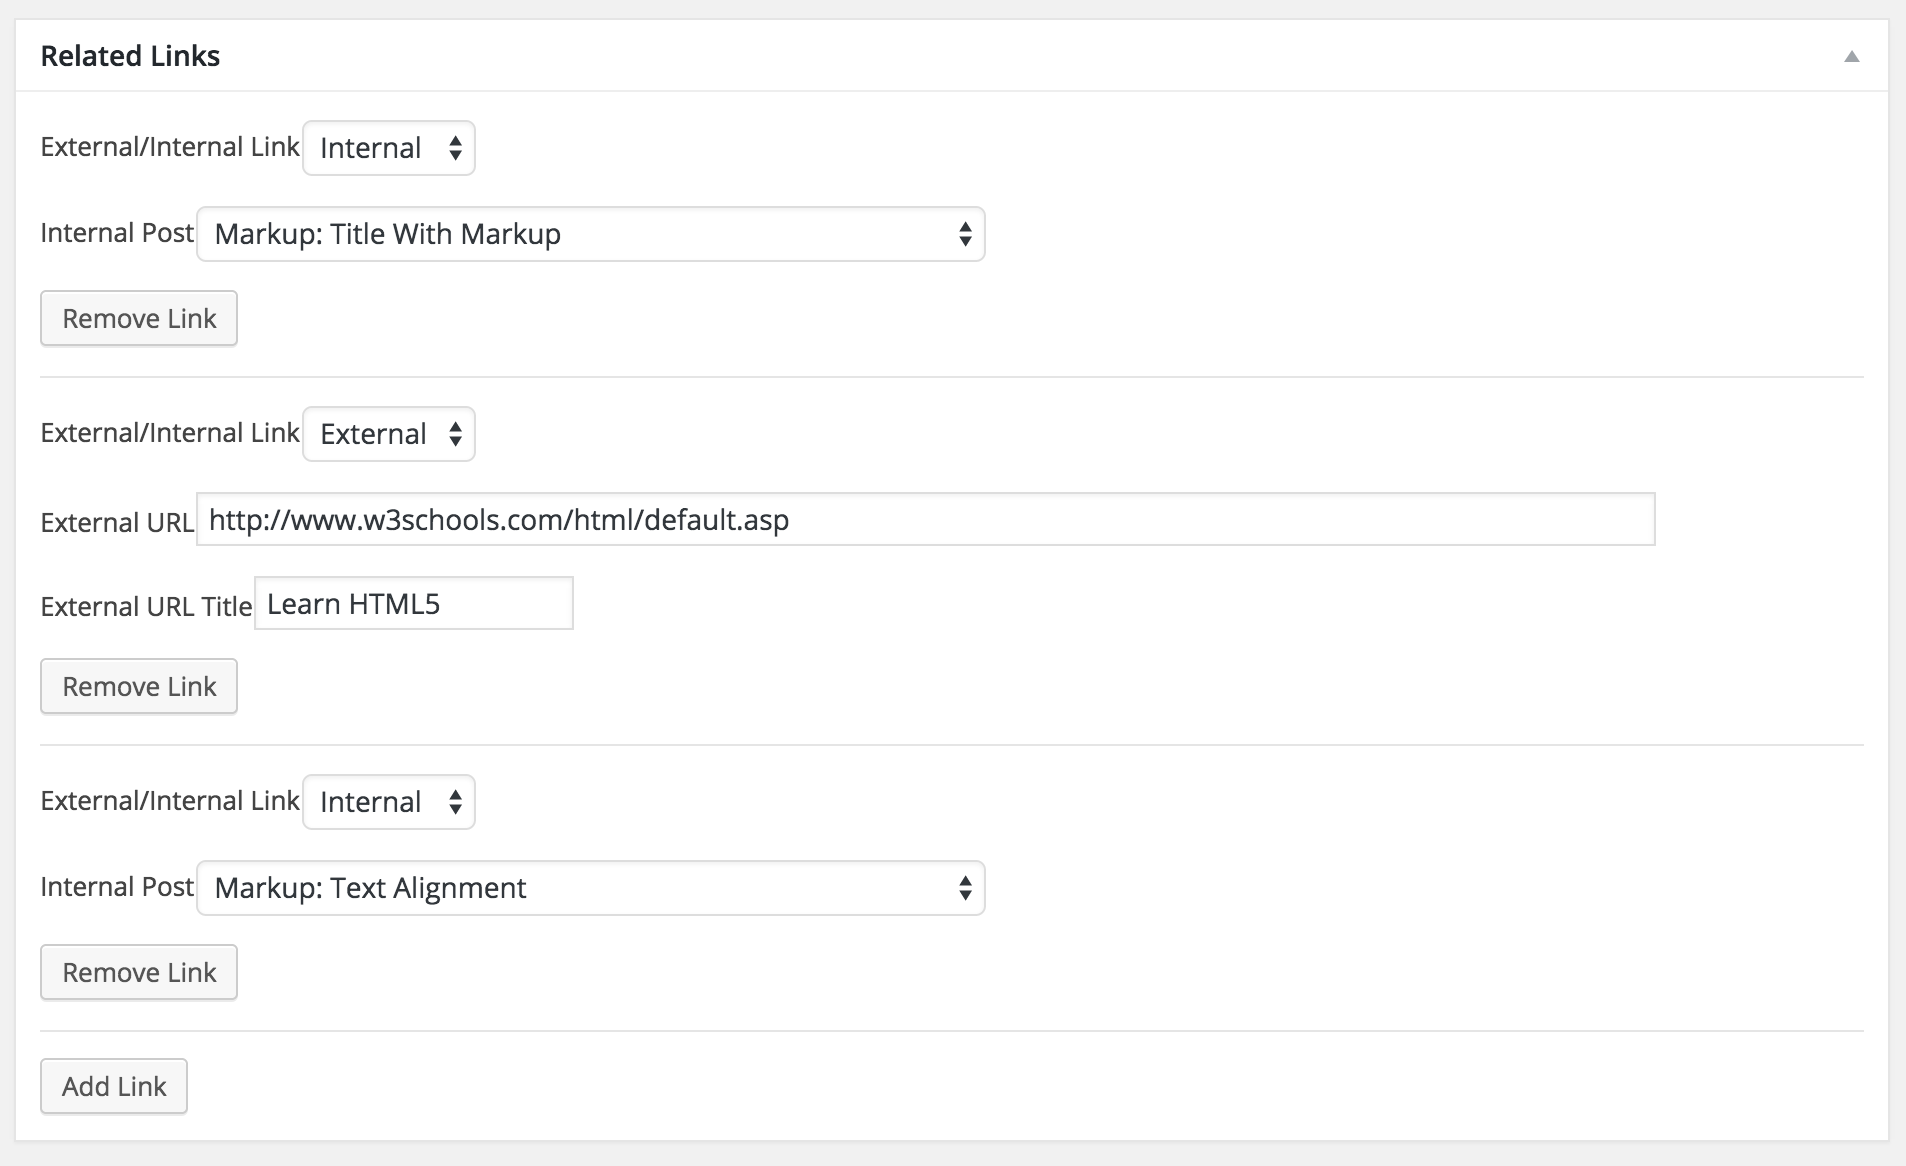 Related Links
External/Internal Link Internal
Internal Post Markup: Title With Markup
Remove Link
External/Internal Link External
External URL http://www.w3schools.com/html/default.asp
External URL Title Learn HTML5
Remove Link
External/Internal Link Internal
Internal Post Markup: Text Alignment
Remove Link
Add Link